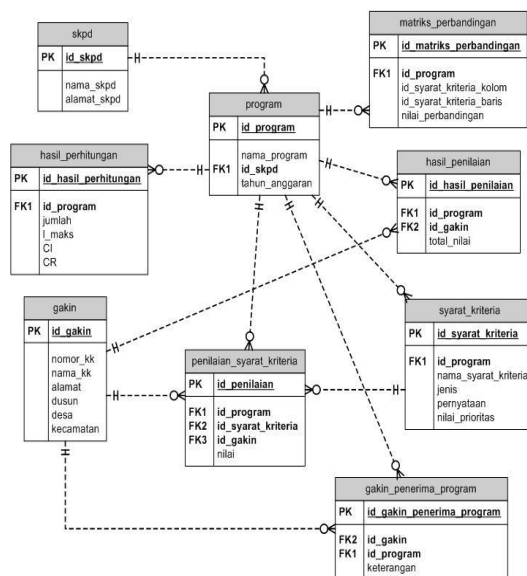 skpd
PK id_skpd
nama_skpd
alamat_skpd
matriks_perbandingan
PK id_matriks_perbandingan
FK1 id_program
id_syarat_kriteria_kolom
id_syarat_kriteria_baris
nilai_perbandingan
program
PK id_program
nama_program
FK1 id_skpd
tahun_anggaran
hasil_perhitungan
PK id_hasil_perhitungan
FK1 id_program
jumlah
l_maks
CI
CR
hasil_penilaian
PK id_hasil_penilaian
FK1 id_program
FK2 id_gakin
total_nilai
gakin
PK id_gakin
nomor_kk
nama_kk
alamat
dusun
desa
kecamatan
penilaian_syarat_kriteria
PK id_penilaian
FK1 id_program
FK2 id_syarat_kriteria
FK3 id_gakin
nilai
syarat_kriteria
PK id_syarat_kriteria
FK1 id_program
nama_syarat_kriteria
jenis
pernyataan
nilai_prioritas
gakin_penerima_program
PK id_gakin_penerima_program
FK2 id_gakin
FK1 id_program
keterangan